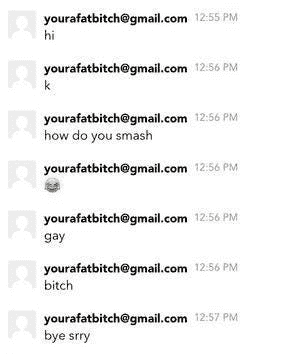 yourafatbitch@gmail.com 12:55 PM
hi
yourafatbitch@gmail.com 12:56 PM
k
yourafatbitch@gmail.com 12:56 PM
how do you smash
yourafatbitch@gmail.com 12:56 PM
😂
yourafatbitch@gmail.com 12:56 PM
gay
yourafatbitch@gmail.com 12:56 PM
bitch
yourafatbitch@gmail.com 12:57 PM
bye srry